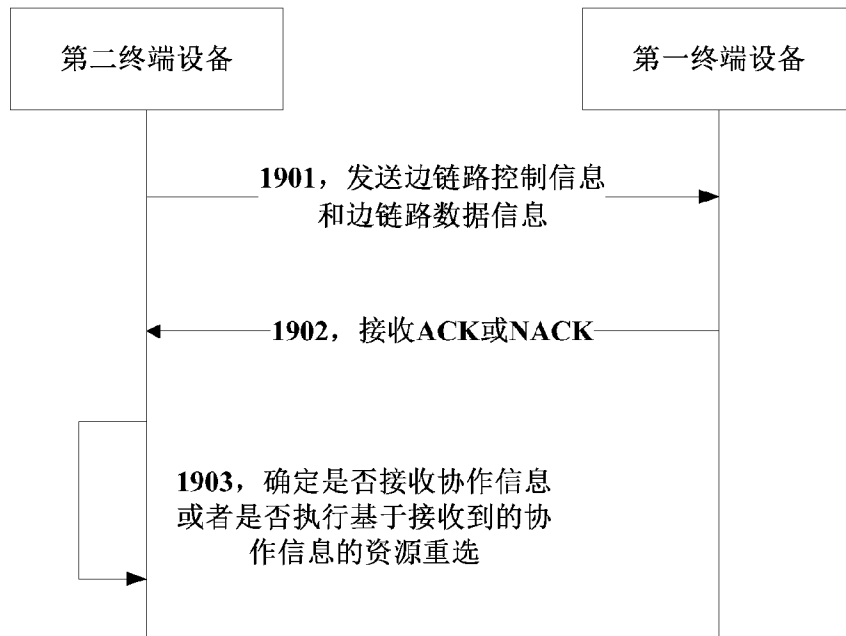 第二终端设备
第一终端设备
1901，发送边链路控制信息
和边链路数据信息
1902，接收ACK或NACK
1903，确定是否接收协作信息
或者是否执行基于接收到的协
作信息的资源重选